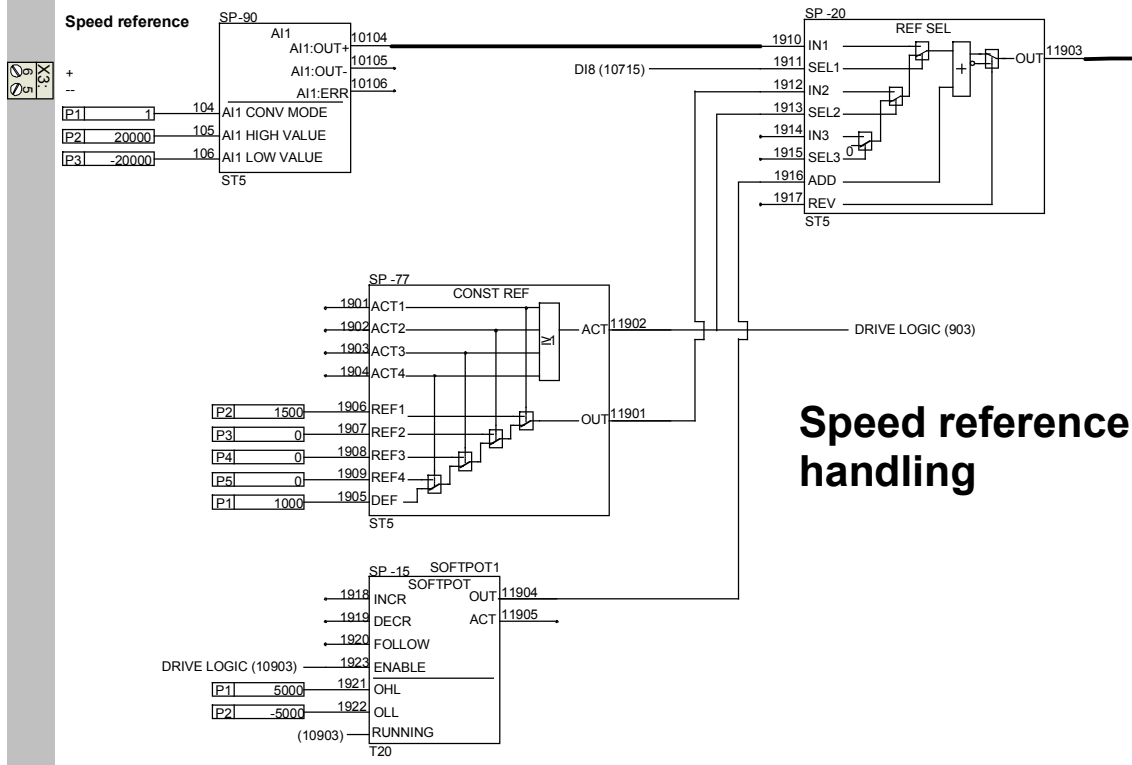 Speed reference
X3:
6 5
+
--
SP-90
AI1
AI1:OUT+ 10104
AI1:OUT- 10105
AI1:ERR 10106
P1 1 104 AI1 CONV MODE
P2 20000 105 AI1 HIGH VALUE
P3 -20000 106 AI1 LOW VALUE
ST5
SP -20
REF SEL
1910 IN1
DI8 (10715) 1911 SEL1
1912 IN2
1913 SEL2
1914 IN3
1915 SEL3 0
1916 ADD
1917 REV
+
OUT 11903
ST5
SP -77
CONST REF
1901 ACT1
1902 ACT2
1903 ACT3
1904 ACT4
≥1
ACT 11902
DRIVE LOGIC (903)
P2 1500 1906 REF1
P3 0 1907 REF2
P4 0 1908 REF3
P5 0 1909 REF4
P1 1000 1905 DEF
OUT 11901
ST5
Speed reference
handling
SP -15 SOFTPOT1
SOFTPOT
1918 INCR OUT 11904
1919 DECR ACT 11905
1920 FOLLOW
DRIVE LOGIC (10903) 1923 ENABLE
P1 5000 1921 OHL
P2 -5000 1922 OLL
(10903) RUNNING
T20